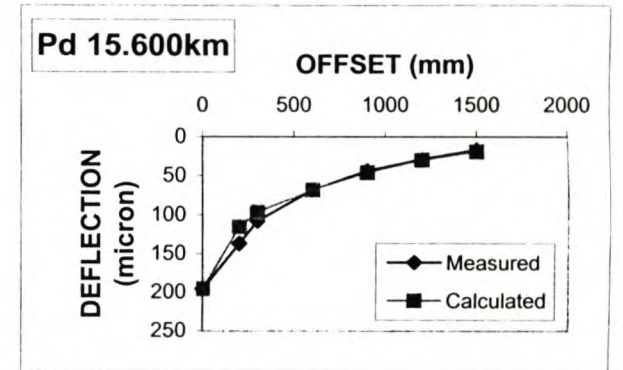 Pd 15.600km
OFFSET (mm)
0 500 1000 1500 2000
0
50
100
150
200
250
DEFLECTION
(micron)
Measured
Calculated